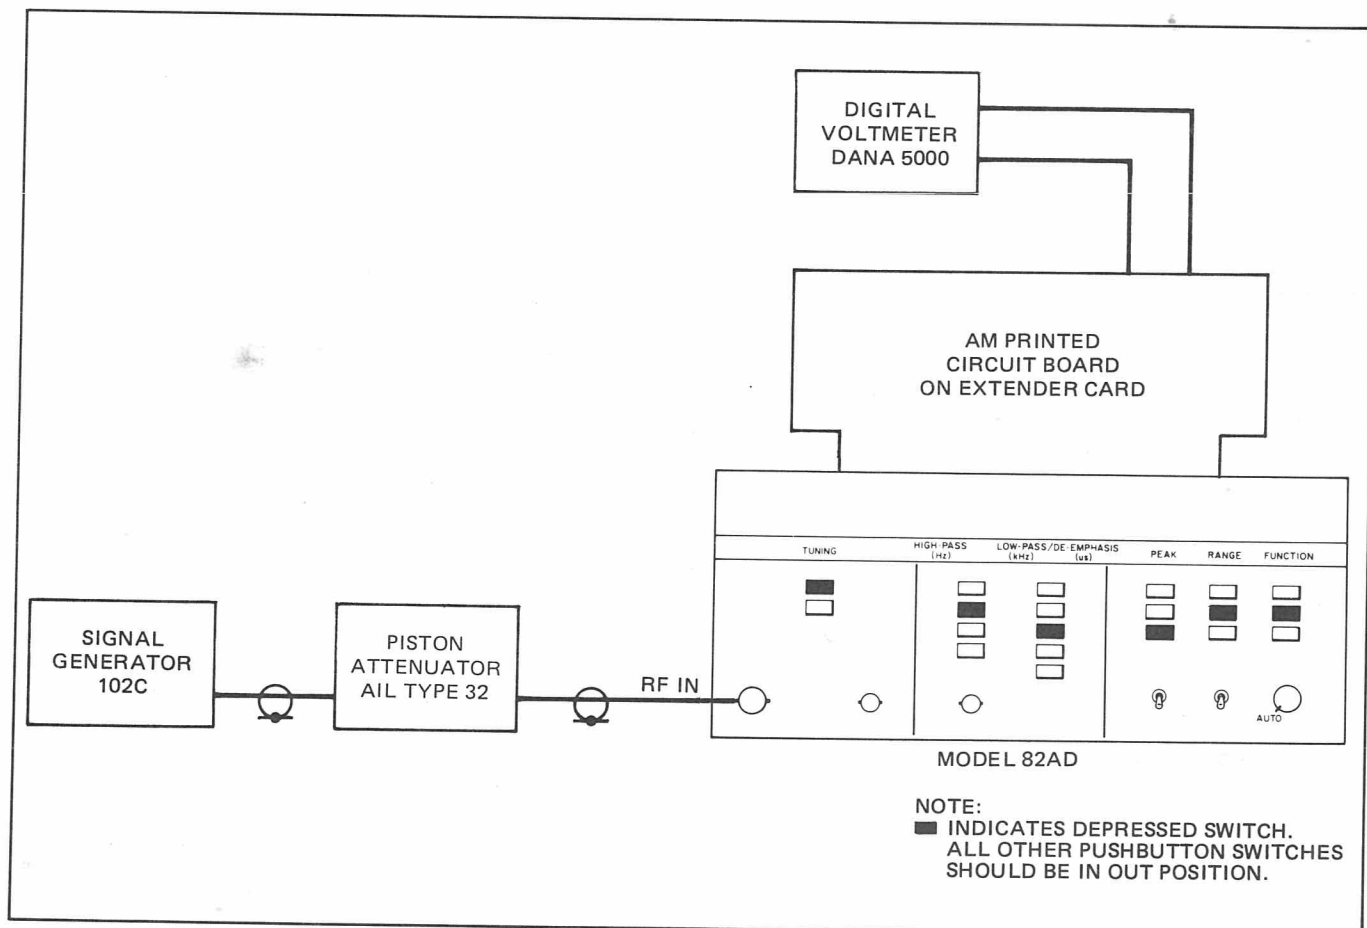 DIGITAL
VOLTMETER
DANA 5000
AM PRINTED
CIRCUIT BOARD
ON EXTENDER CARD
TUNING
HIGH-PASS
(Hz)
LOW-PASS/DE-EMPHASIS
(kHz) (us)
PEAK
RANGE
FUNCTION
SIGNAL
GENERATOR
102C
PISTON
ATTENUATOR
AIL TYPE 32
RF IN
AUTO
MODEL 82AD
NOTE:
INDICATES DEPRESSED SWITCH.
ALL OTHER PUSHBUTTON SWITCHES
SHOULD BE IN OUT POSITION.